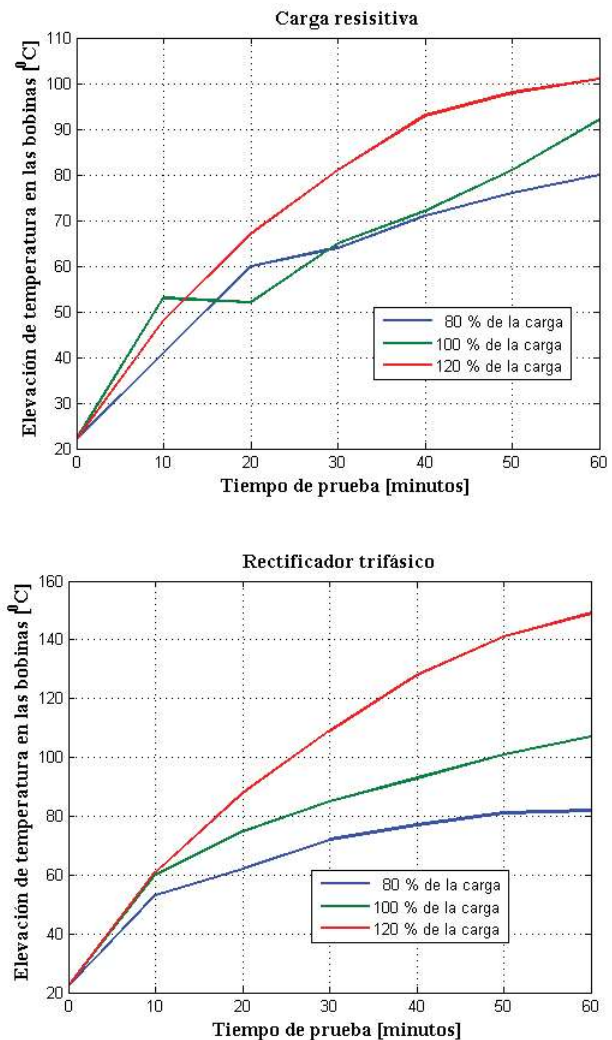 Carga resisitiva
Elevación de temperatura en las bobinas [⁰C]
110
100
90
80
70
60
50
40
30
20
80 % de la carga
100 % de la carga
120 % de la carga
0 10 20 30 40 50 60
Tiempo de prueba [minutos]
Rectificador trifásico
Elevación de temperatura en las bobinas [⁰C]
160
140
120
100
80
60
40
20
80 % de la carga
100 % de la carga
120 % de la carga
0 10 20 30 40 50 60
Tiempo de prueba [minutos]